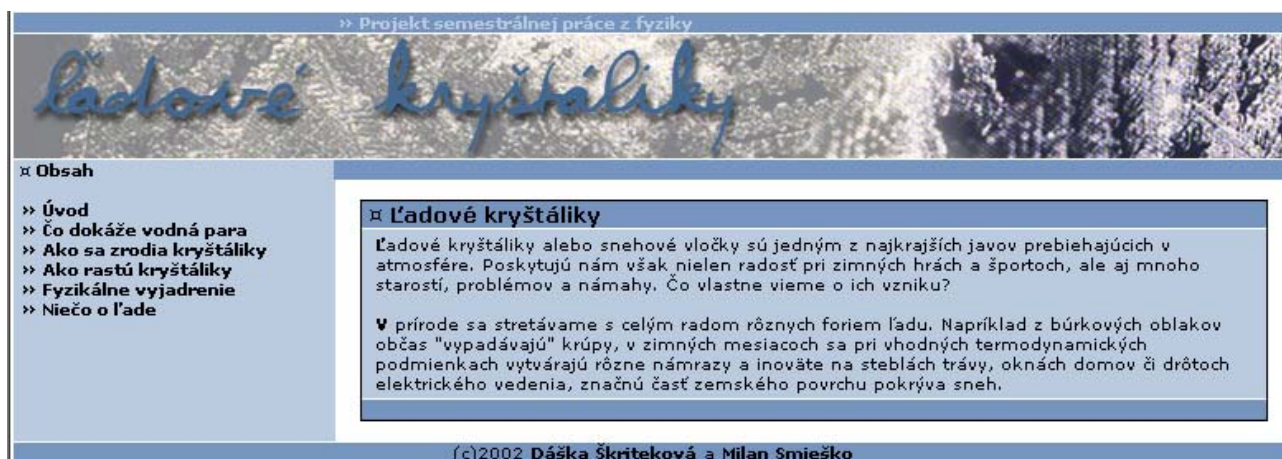 ›› Projekt semestrálnej práce z fyziky
ľadové kryštáliky
¤ Obsah
›› Úvod
›› Čo dokáže vodná para
›› Ako sa zrodia kryštáliky
›› Ako rastú kryštáliky
›› Fyzikálne vyjadrenie
›› Niečo o ľade
¤ Ľadové kryštáliky
Ľadové kryštáliky alebo snehové vločky sú jedným z najkrajších javov prebiehajúcich v
atmosfére. Poskytujú nám však nielen radosť pri zimných hrách a športoch, ale aj mnoho
starostí, problémov a námahy. Čo vlastne vieme o ich vzniku?
V prírode sa stretávame s celým radom rôznych foriem ľadu. Napríklad z búrkových oblakov
občas "vypadávajú" krúpy, v zimných mesiacoch sa pri vhodných termodynamických
podmienkach vytvárajú rôzne námrazy a inoväte na steblách trávy, oknách domov či drôtoch
elektrického vedenia, značnú časť zemského povrchu pokrýva sneh.
(c)2002 Dáška Škriteková a Milan Smieško